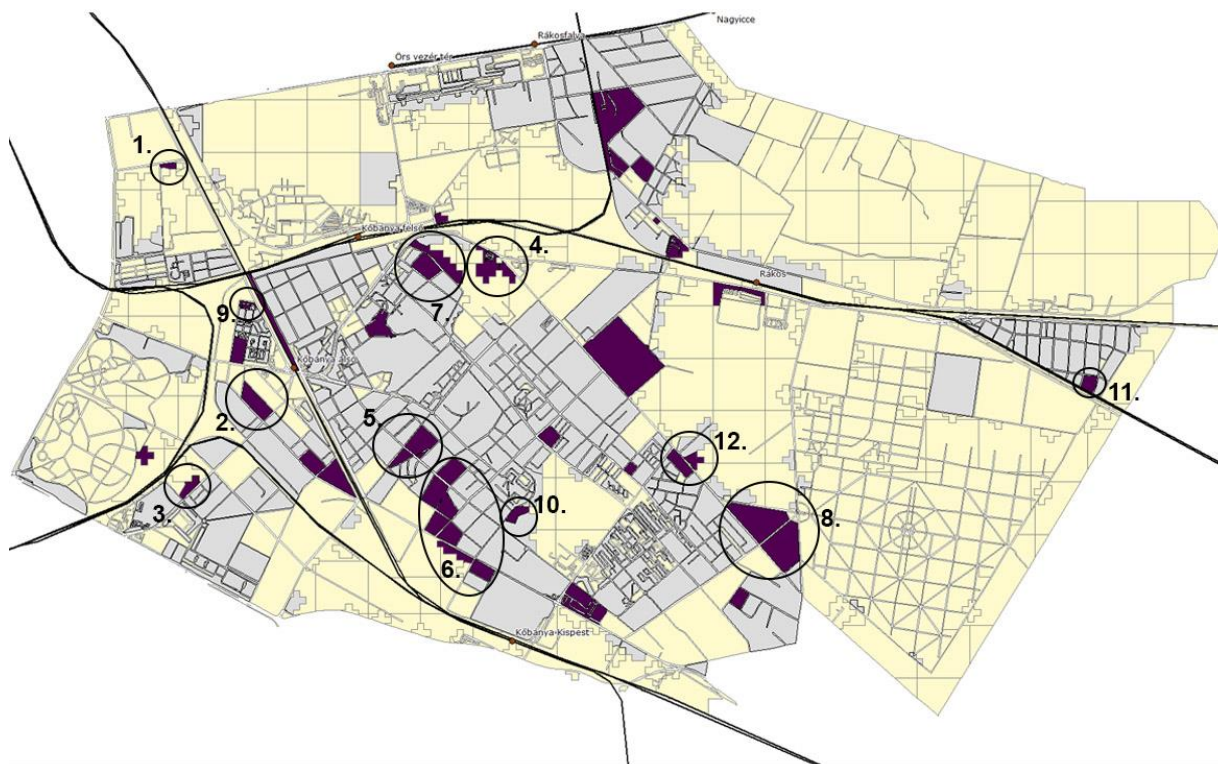 Nagyicce
Rákosfalva
Örs vezér tér
1.
Kőbánya felső
4.
Rákos
7.
9.
Kőbánya alsó
11.
2.
5.
12.
3.
10.
8.
6.
Kőbánya-Kispest